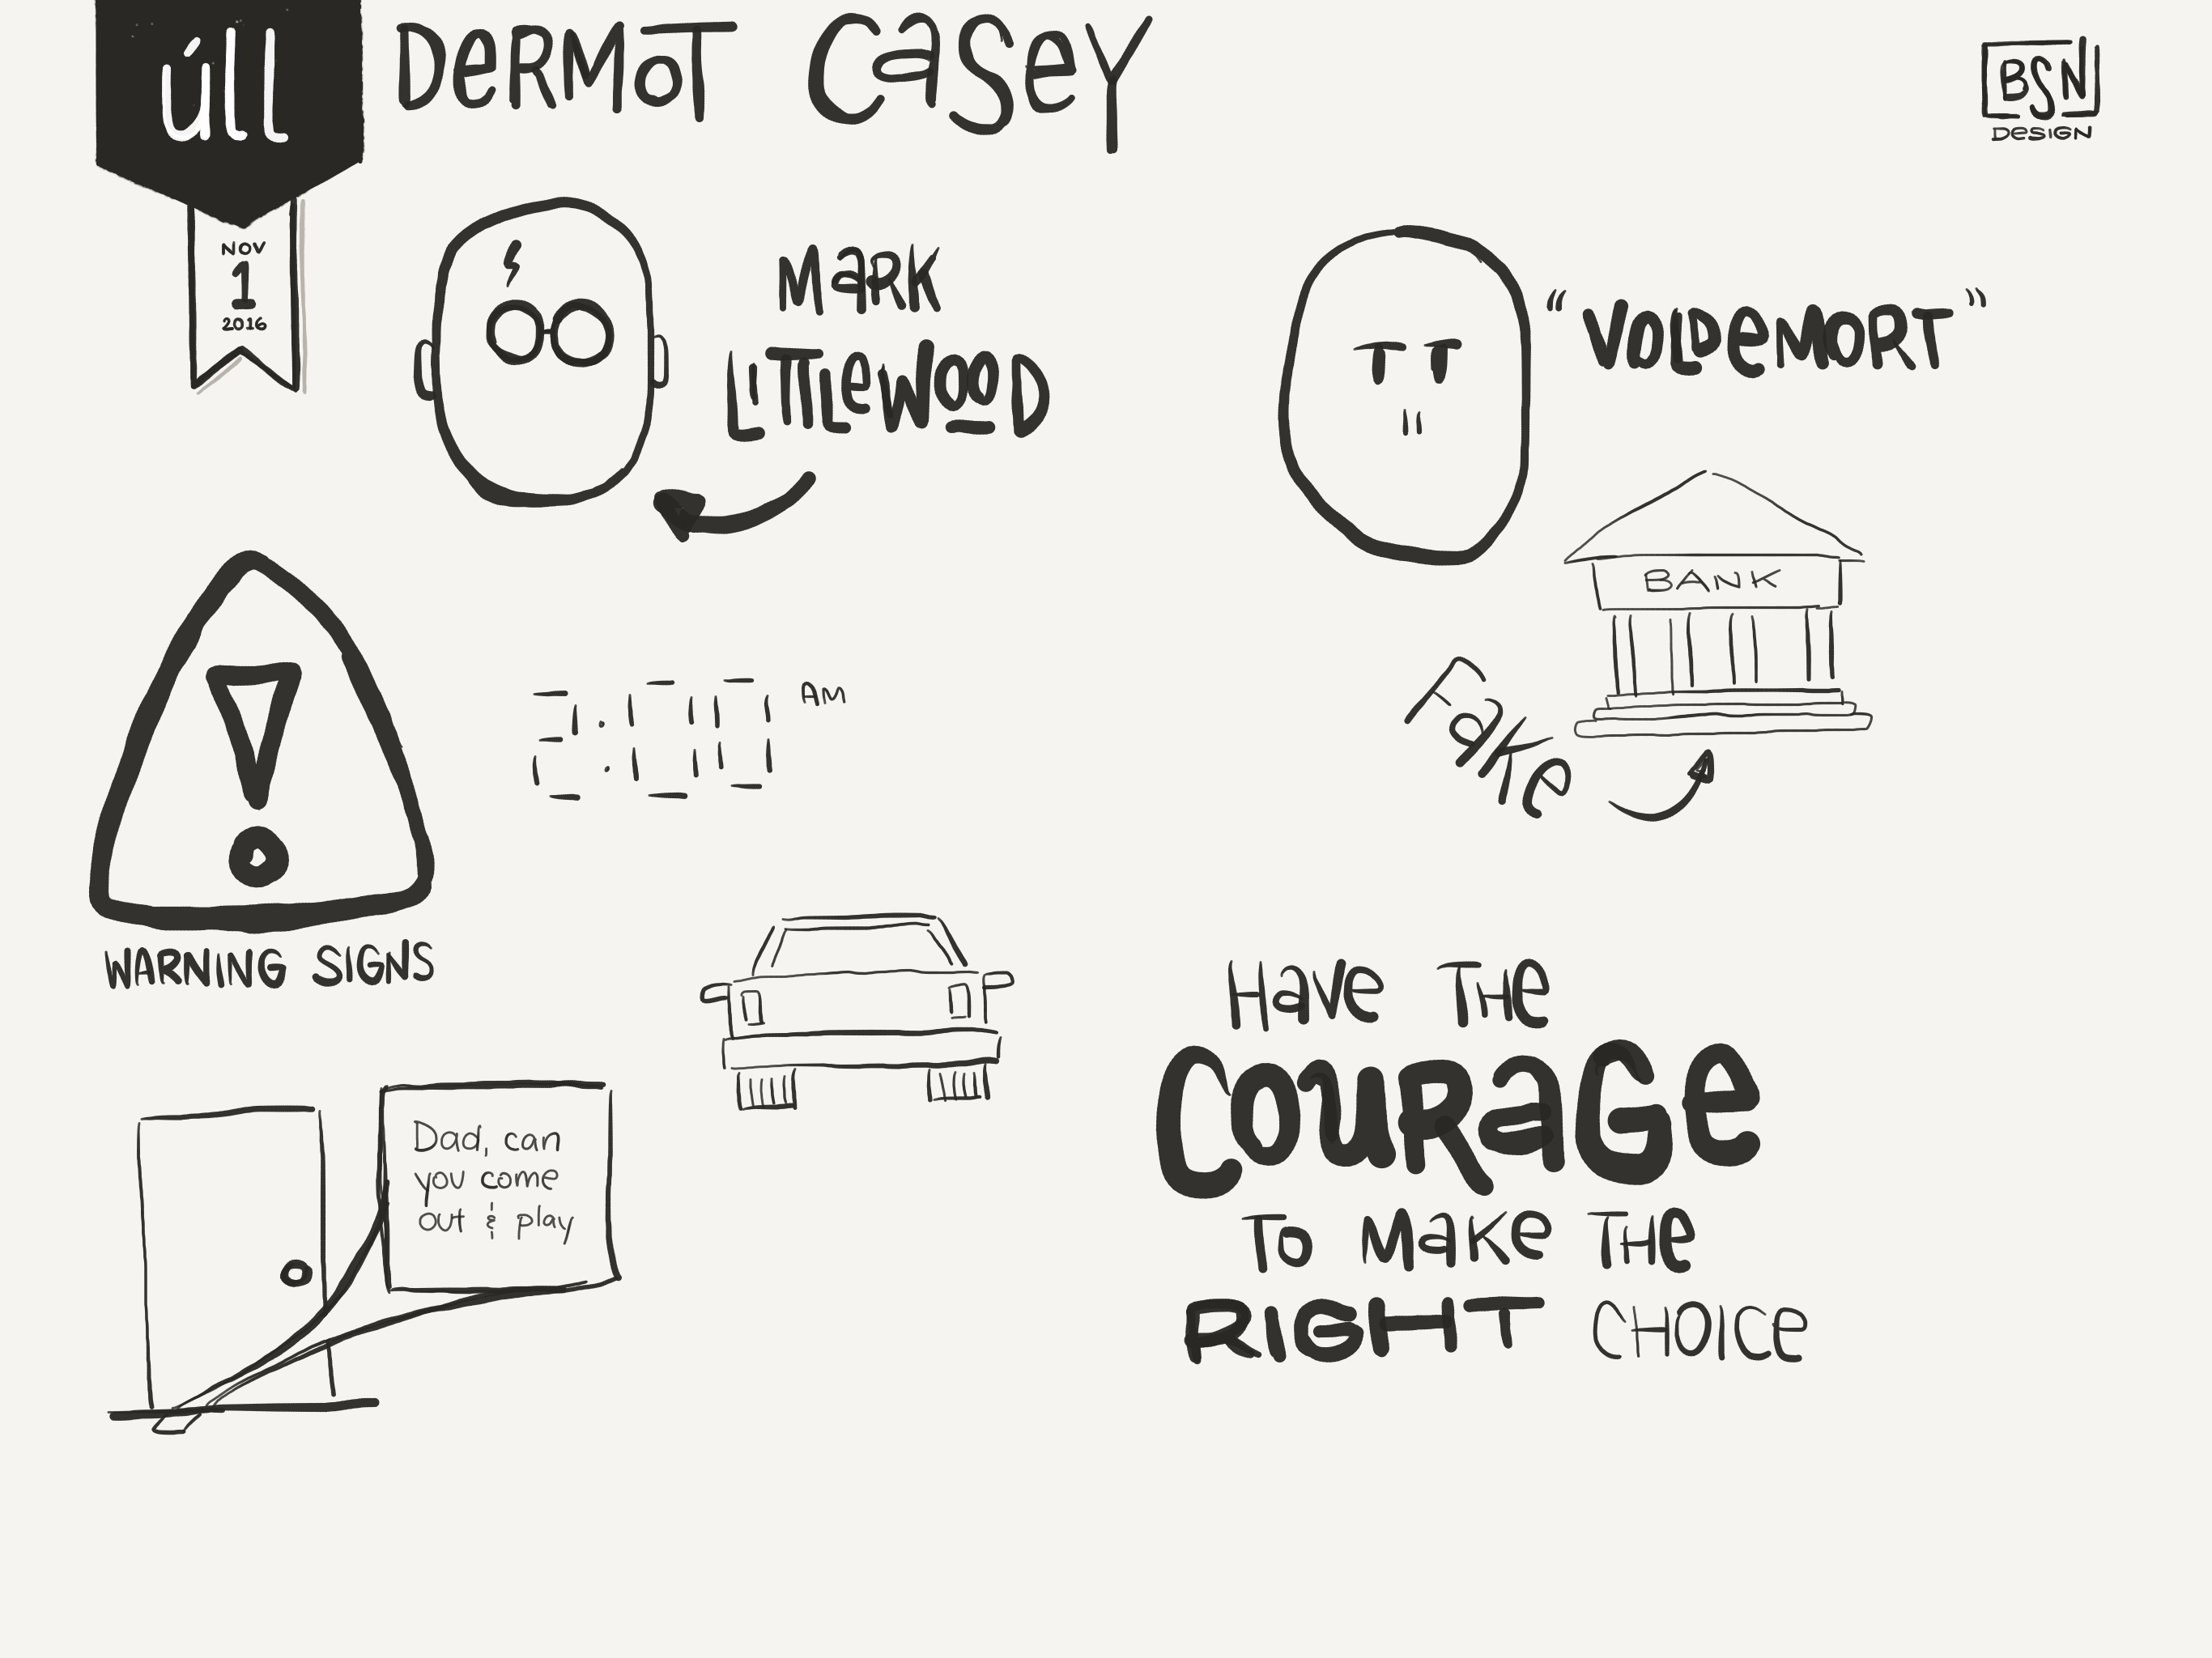 úll
DERMOT CASEY
BSN
DESIGN
NOV
1
2016
MARK
LITTLEWOOD
"VOLDEMORT"
BANK
Fake
2:00 AM
WARNING SIGNS
Dad, can
you come
out & play
Have THE
COURAGE
To Make THE
RIGHT CHOICE